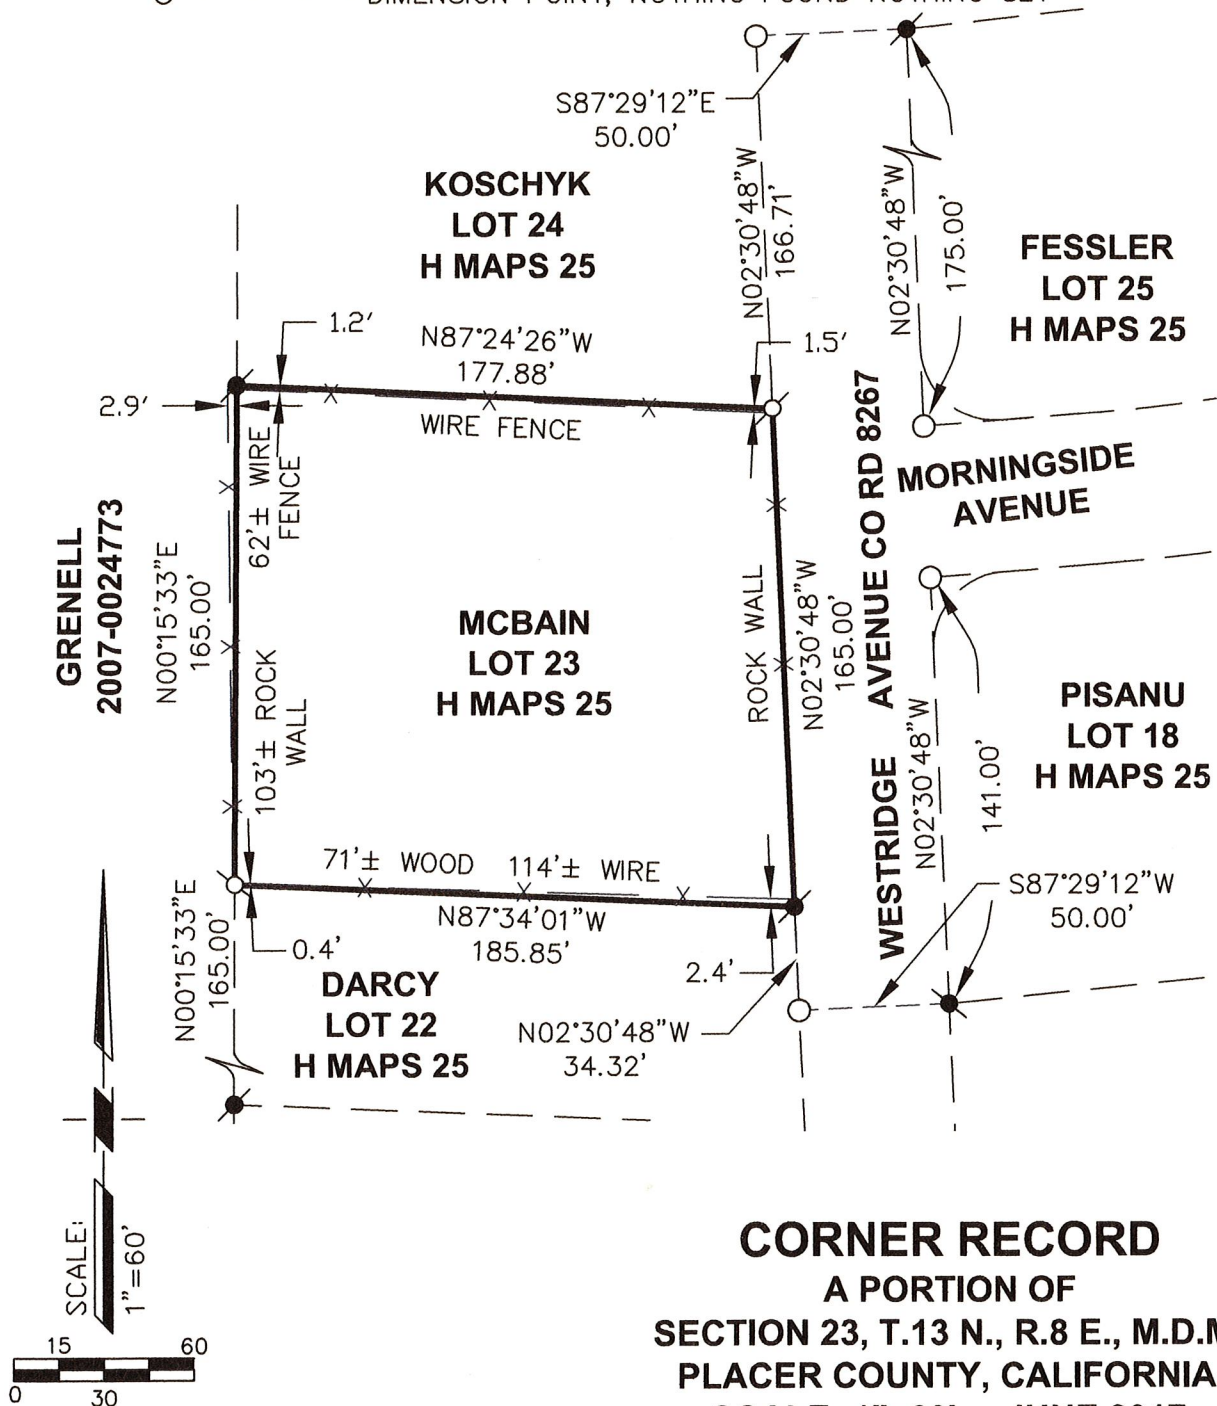 S87°29'12"E
50.00'
KOSCHYK
LOT 24
H MAPS 25
N02°30'48"W
166.71'
N02°30'48"W
175.00'
FESSLER
LOT 25
H MAPS 25
1.2'
N87°24'26"W
177.88'
WIRE FENCE
1.5'
2.9'
62'± WIRE
FENCE
GRENELL
2007-0024773
N00°15'33"E
165.00'
103'± ROCK
WALL
MCBAIN
LOT 23
H MAPS 25
ROCK WALL
N02°30'48"W
165.00'
WESTRIDGE AVENUE CO RD 8267
MORNINGSIDE
AVENUE
N02°30'48"W
141.00'
PISANU
LOT 18
H MAPS 25
71'± WOOD 114'± WIRE
N87°34'01"W
185.85'
S87°29'12"W
50.00'
N00°15'33"E
165.00'
0.4'
DARCY
LOT 22
H MAPS 25
2.4'
N02°30'48"W
34.32'
SCALE:
1"=60'
15 60
0 30
CORNER RECORD
A PORTION OF
SECTION 23, T.13 N., R.8 E., M.D.M
PLACER COUNTY, CALIFORNIA